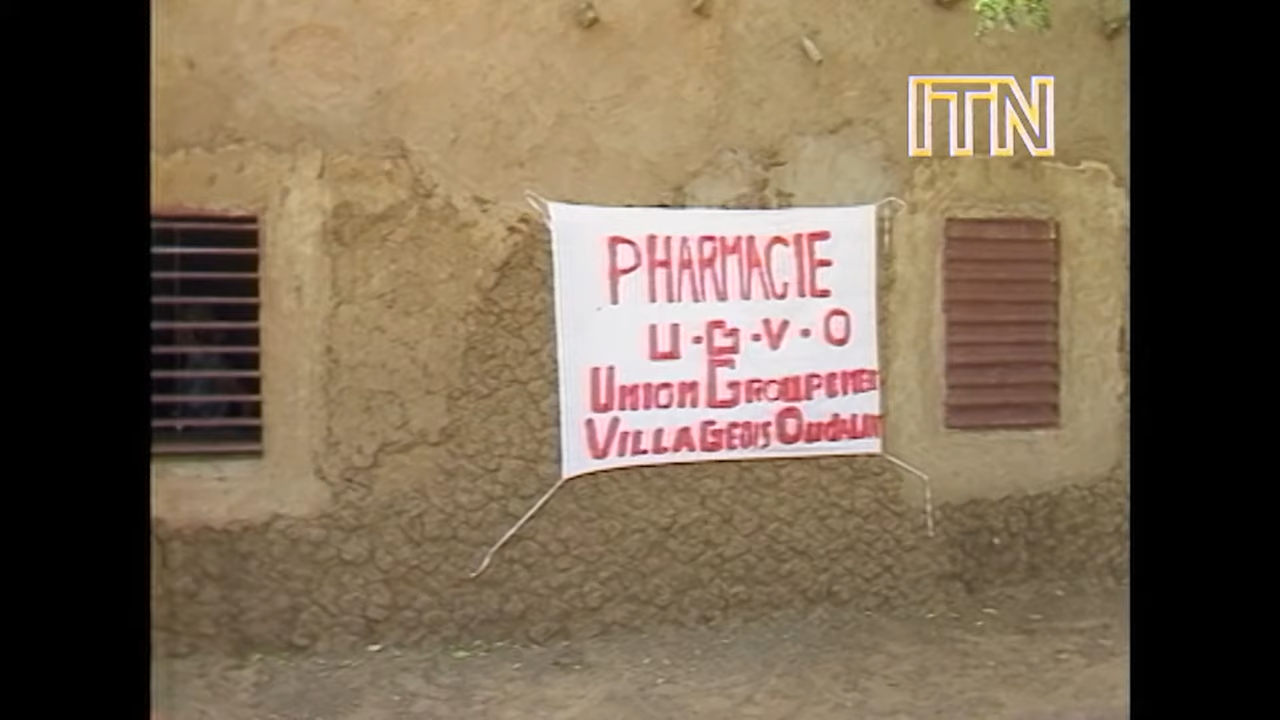 ITN
PHARMACIE
U.G.V.O
UNION GROUPEMENT
VILLAGEOIS OUDALAN